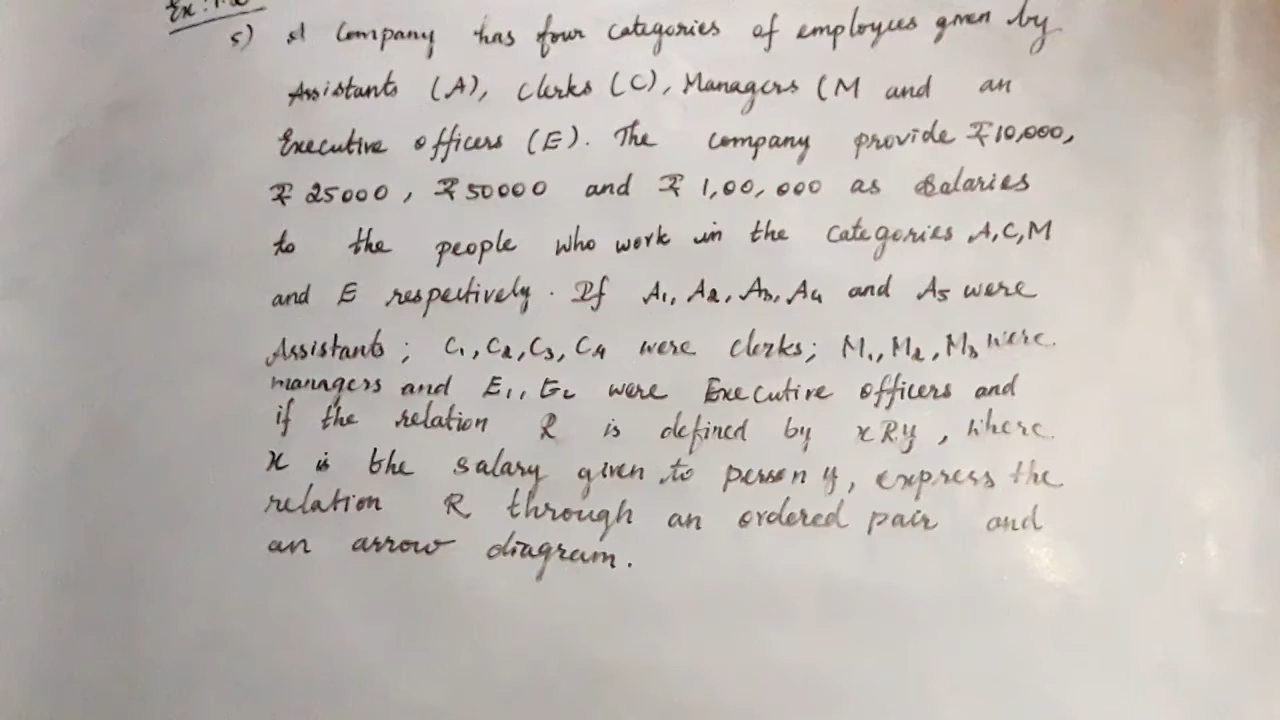 5) A Company has four categories of employees given by
Assistants (A), Clerks (C), Managers (M and an
Executive officers (E). The company provide ₹10,000,
₹ 25000, ₹50000 and ₹ 1,00,000 as Salaries
to the people who work in the categories A,C,M
and E respectively. If A1, A2, A3, A4 and A5 were
Assistants; C1, C2, C3, C4 were clerks; M1, M2, M3 were.
managers and E1, E2 were Executive officers and
if the relation R is defined by xRy, where.
x is the salary given to person y, express the
relation R through an ordered pair and
an arrow diagram.